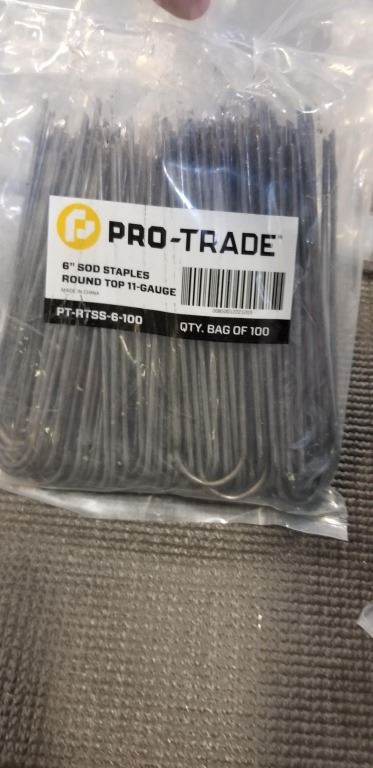 PRO-TRADE™
6" SOD STAPLES
ROUND TOP 11-GAUGE
MADE IN CHINA
PT-RTSS-6-100
QTY. BAG OF 100